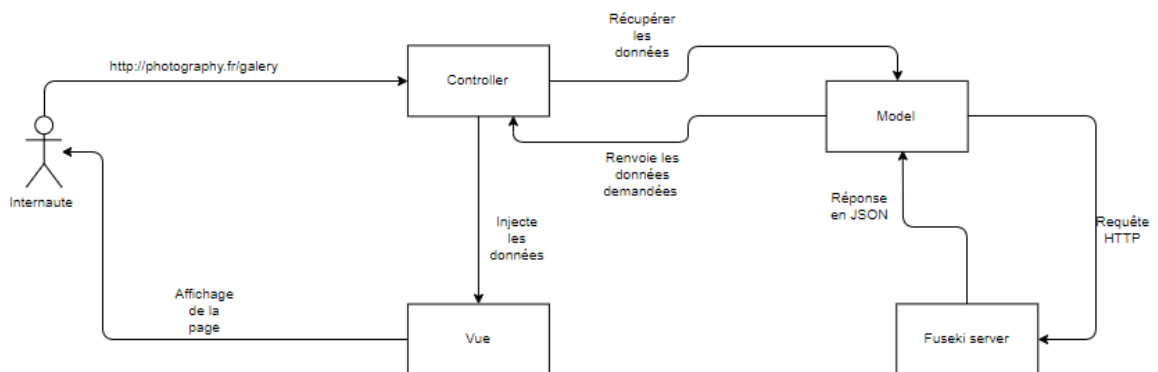 Récupérer
les
données
http://photography.fr/galery
Controller
Model
Renvoie les
données
demandées
Internaute
Réponse
en JSON
Requête
HTTP
Injecte
les
données
Affichage
de la
page
Vue
Fuseki server